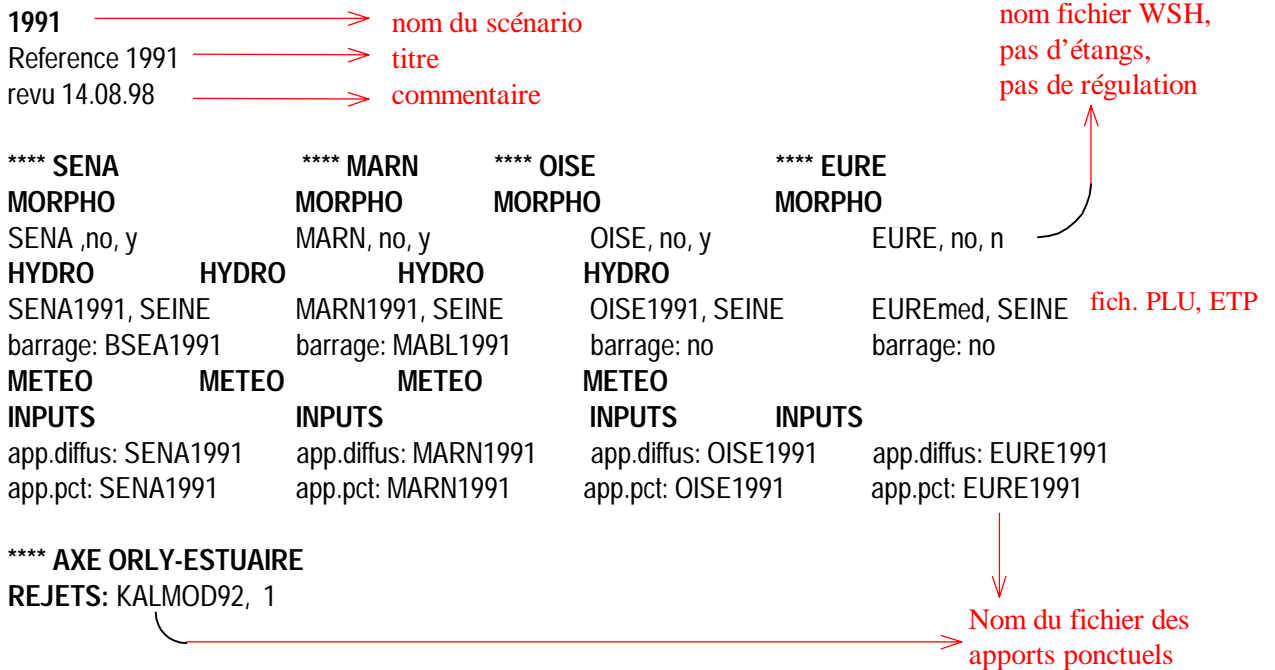 1991 nom du scénario
Reference 1991 titre
revu 14.08.98 commentaire
nom fichier WSH,
pas d'étangs,
pas de régulation
**** SENA **** MARN **** OISE **** EURE
MORPHO MORPHO MORPHO MORPHO
SENA ,no, y MARN, no, y OISE, no, y EURE, no, n
HYDRO HYDRO HYDRO HYDRO
SENA1991, SEINE MARN1991, SEINE OISE1991, SEINE EUREmed, SEINE fich. PLU, ETP
barrage: BSEA1991 barrage: MABL1991 barrage: no barrage: no
METEO METEO METEO METEO
INPUTS INPUTS INPUTS INPUTS
app.diffus: SENA1991 app.diffus: MARN1991 app.diffus: OISE1991 app.diffus: EURE1991
app.pct: SENA1991 app.pct: MARN1991 app.pct: OISE1991 app.pct: EURE1991
**** AXE ORLY-ESTUAIRE
REJETS: KALMOD92, 1
Nom du fichier des
apports ponctuels